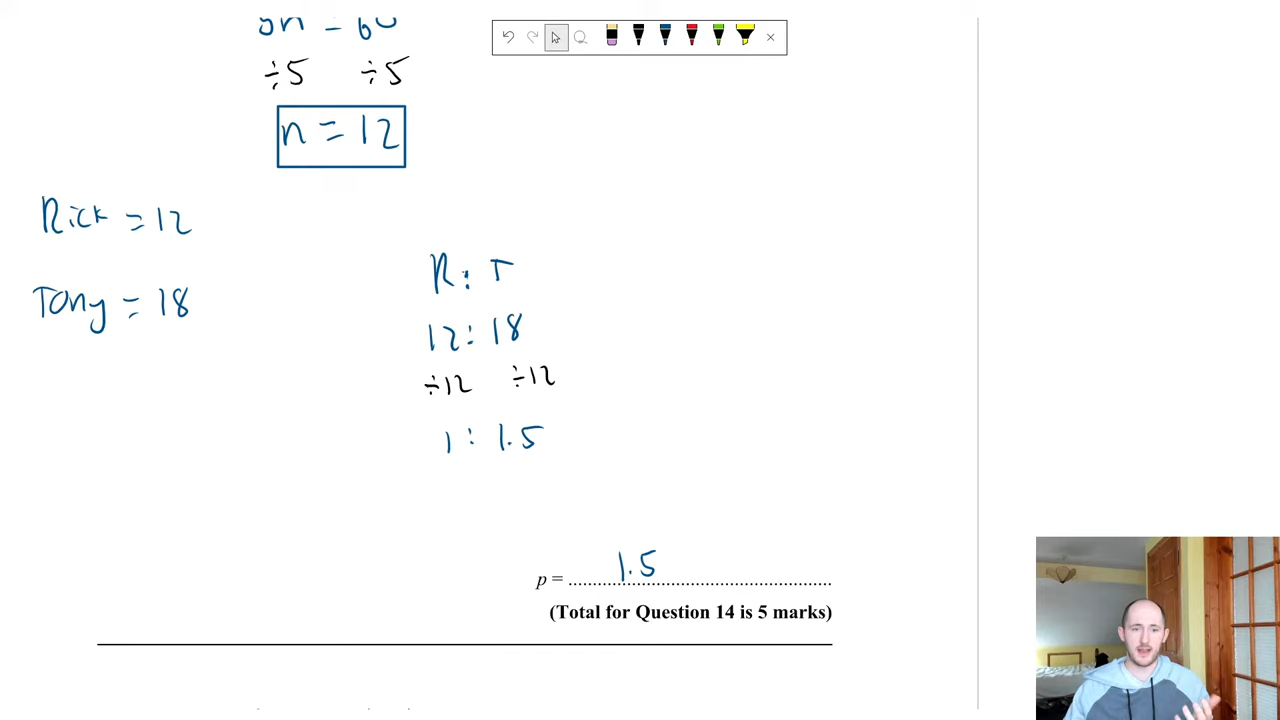 ÷5 ÷5
n = 12
Rick = 12
Tony = 18
R : T
12 : 18
÷12 ÷12
1 : 1.5
p = 1.5
(Total for Question 14 is 5 marks)